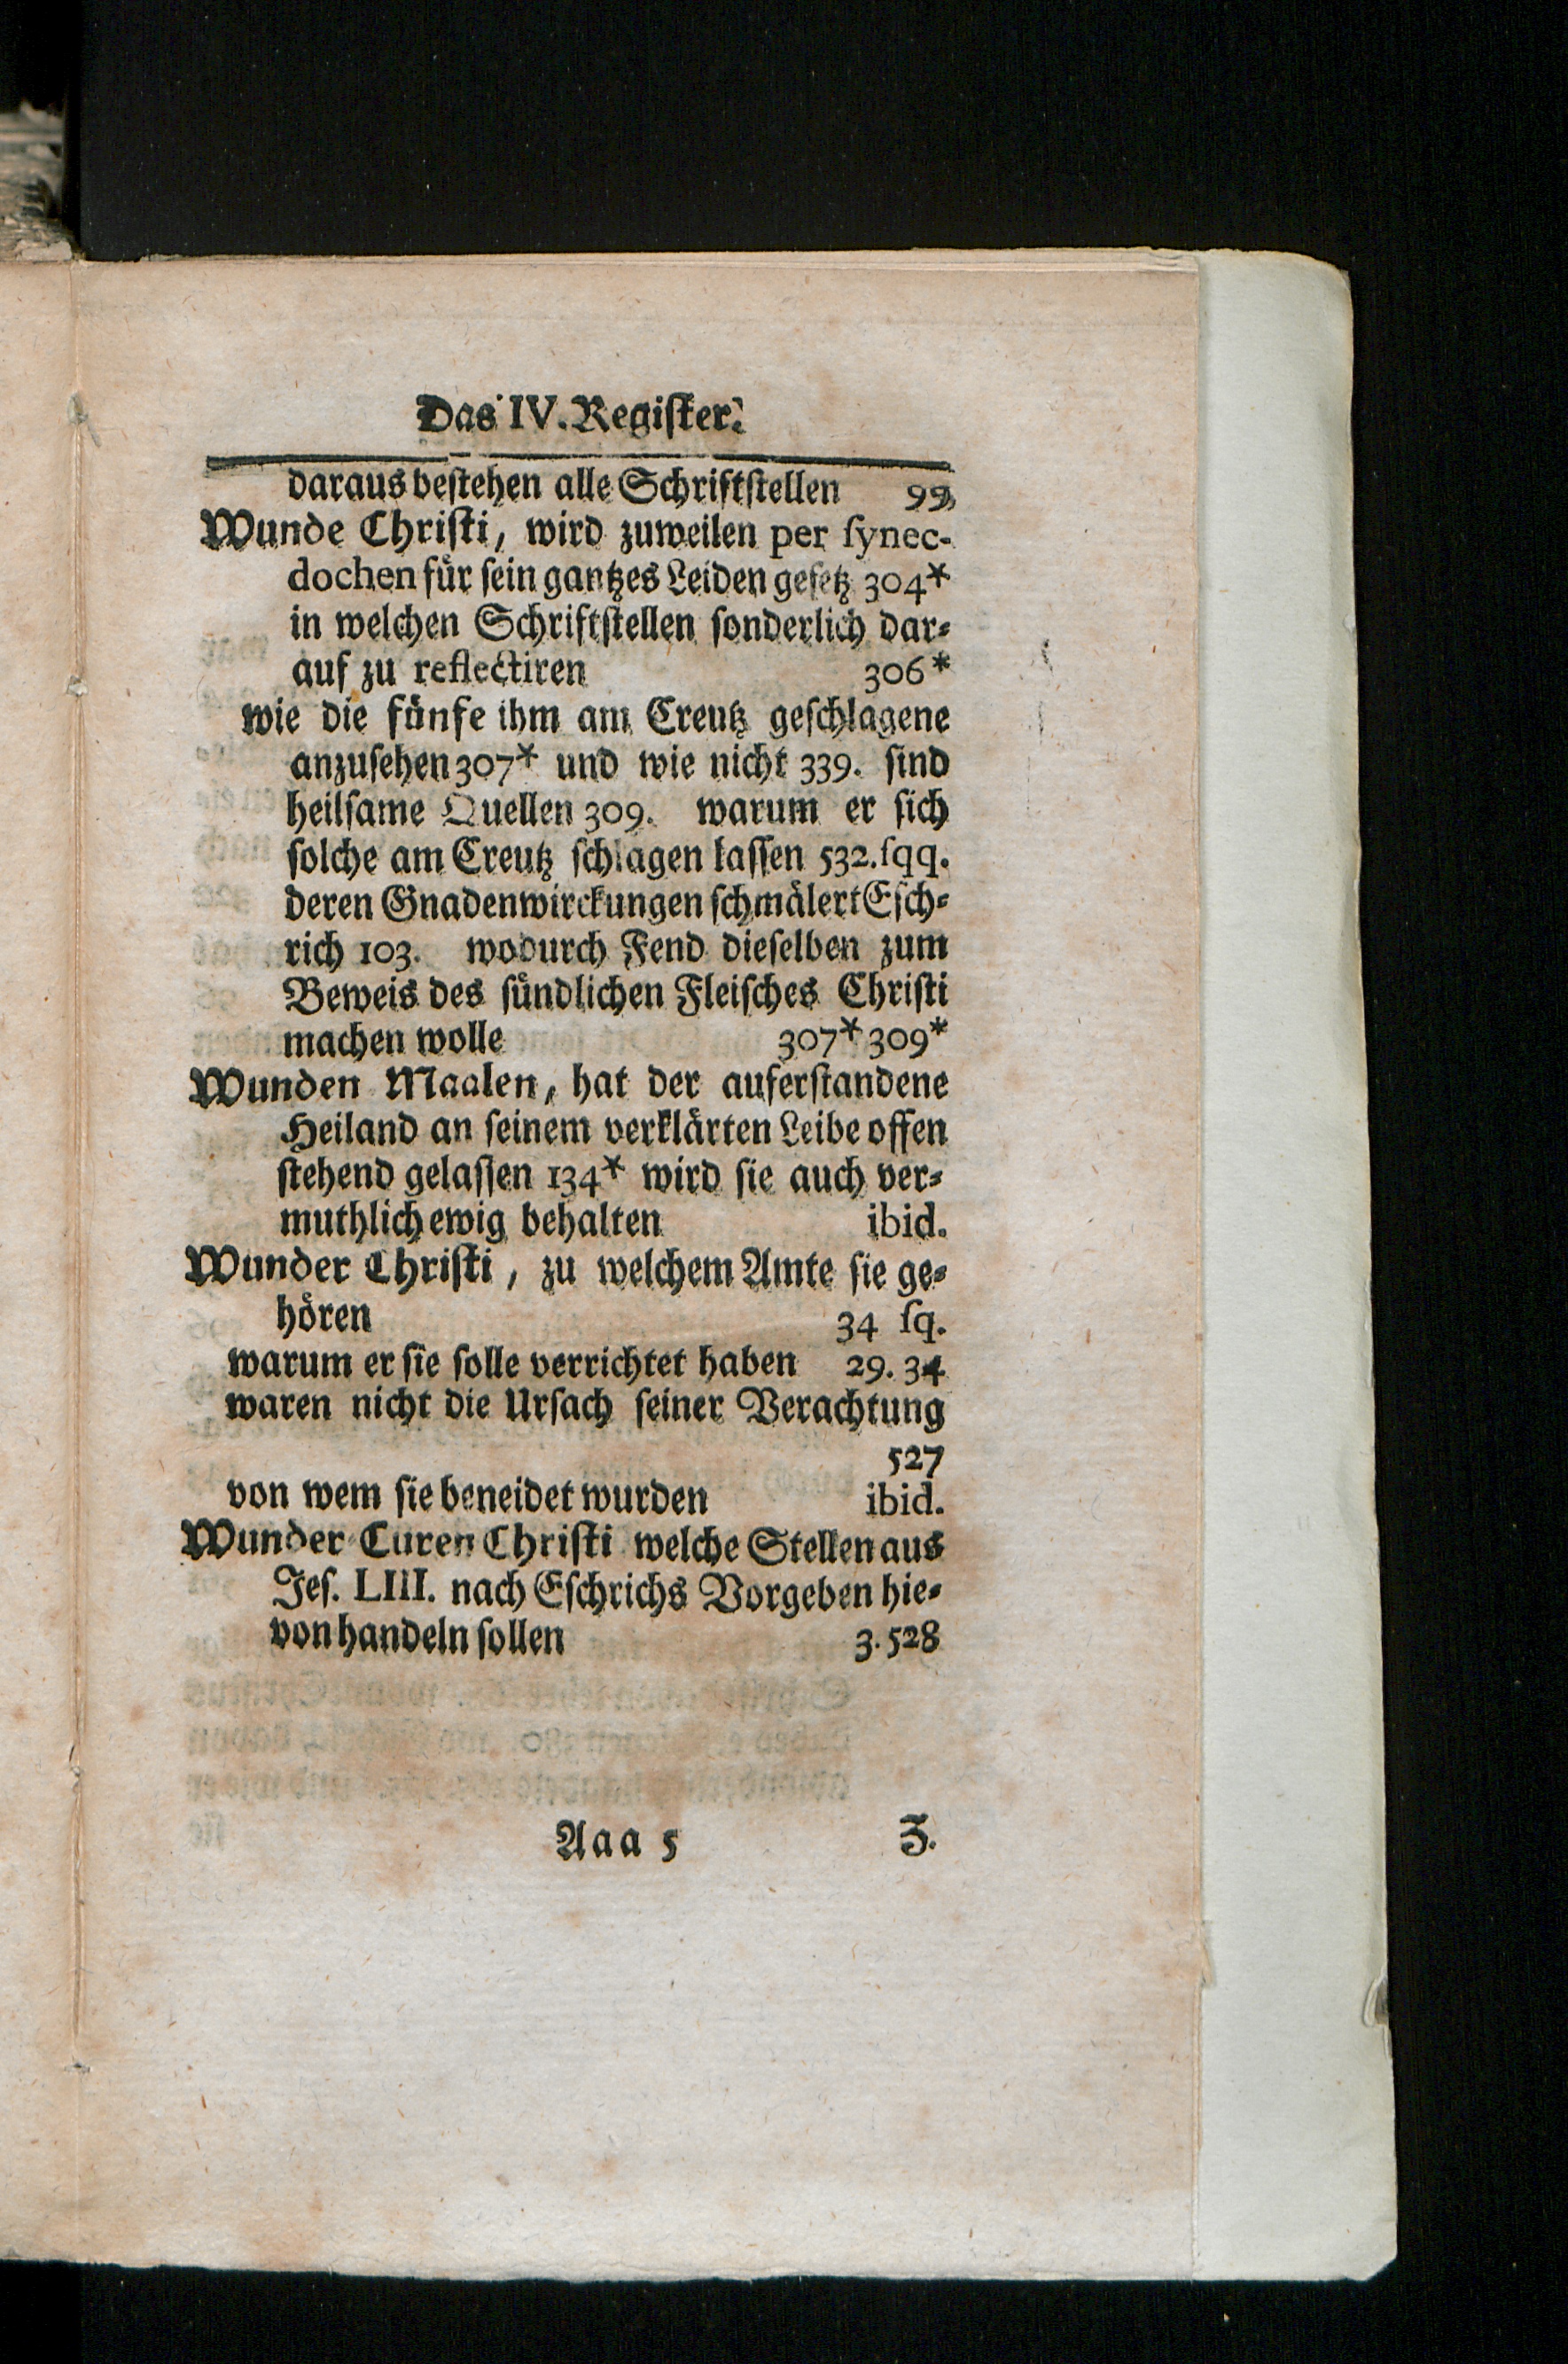 Das IV. Register.
daraus bestehen alle Schriftstellen 99
Wunde Christi, wird zuweilen per synec-
dochen für sein gantzes Leiden gesetz 304*
in welchen Schriftstellen sonderlich dar-
auf zu reflectiren 306*
wie die fünfe ihm am Creutz geschlagene
anzusehen 307* und wie nicht 339. sind
heilsame Quellen 309. warum er sich
solche am Creutz schlagen lassen 532. sqq.
deren Gnadenwirckungen schmälert Esch-
rich 103. wodurch Fend dieselben zum
Beweis des sündlichen Fleisches Christi
machen wolle 307* 309*
Wunden Maalen, hat der auferstandene
Heiland an seinem verklärten Leibe offen
stehend gelassen 134* wird sie auch ver-
muthlich ewig behalten ibid.
Wunder Christi, zu welchem Amte sie ge-
hören 34 sq.
warum er sie solle verrichtet haben 29. 34
waren nicht die Ursach seiner Verachtung
527
von wem sie beneidet wurden ibid.
Wunder Curen Christi welche Stellen aus
Jes. LIII. nach Eschrichs Vorgeben hie-
von handeln sollen 3. 528
Aaa 5 Z.